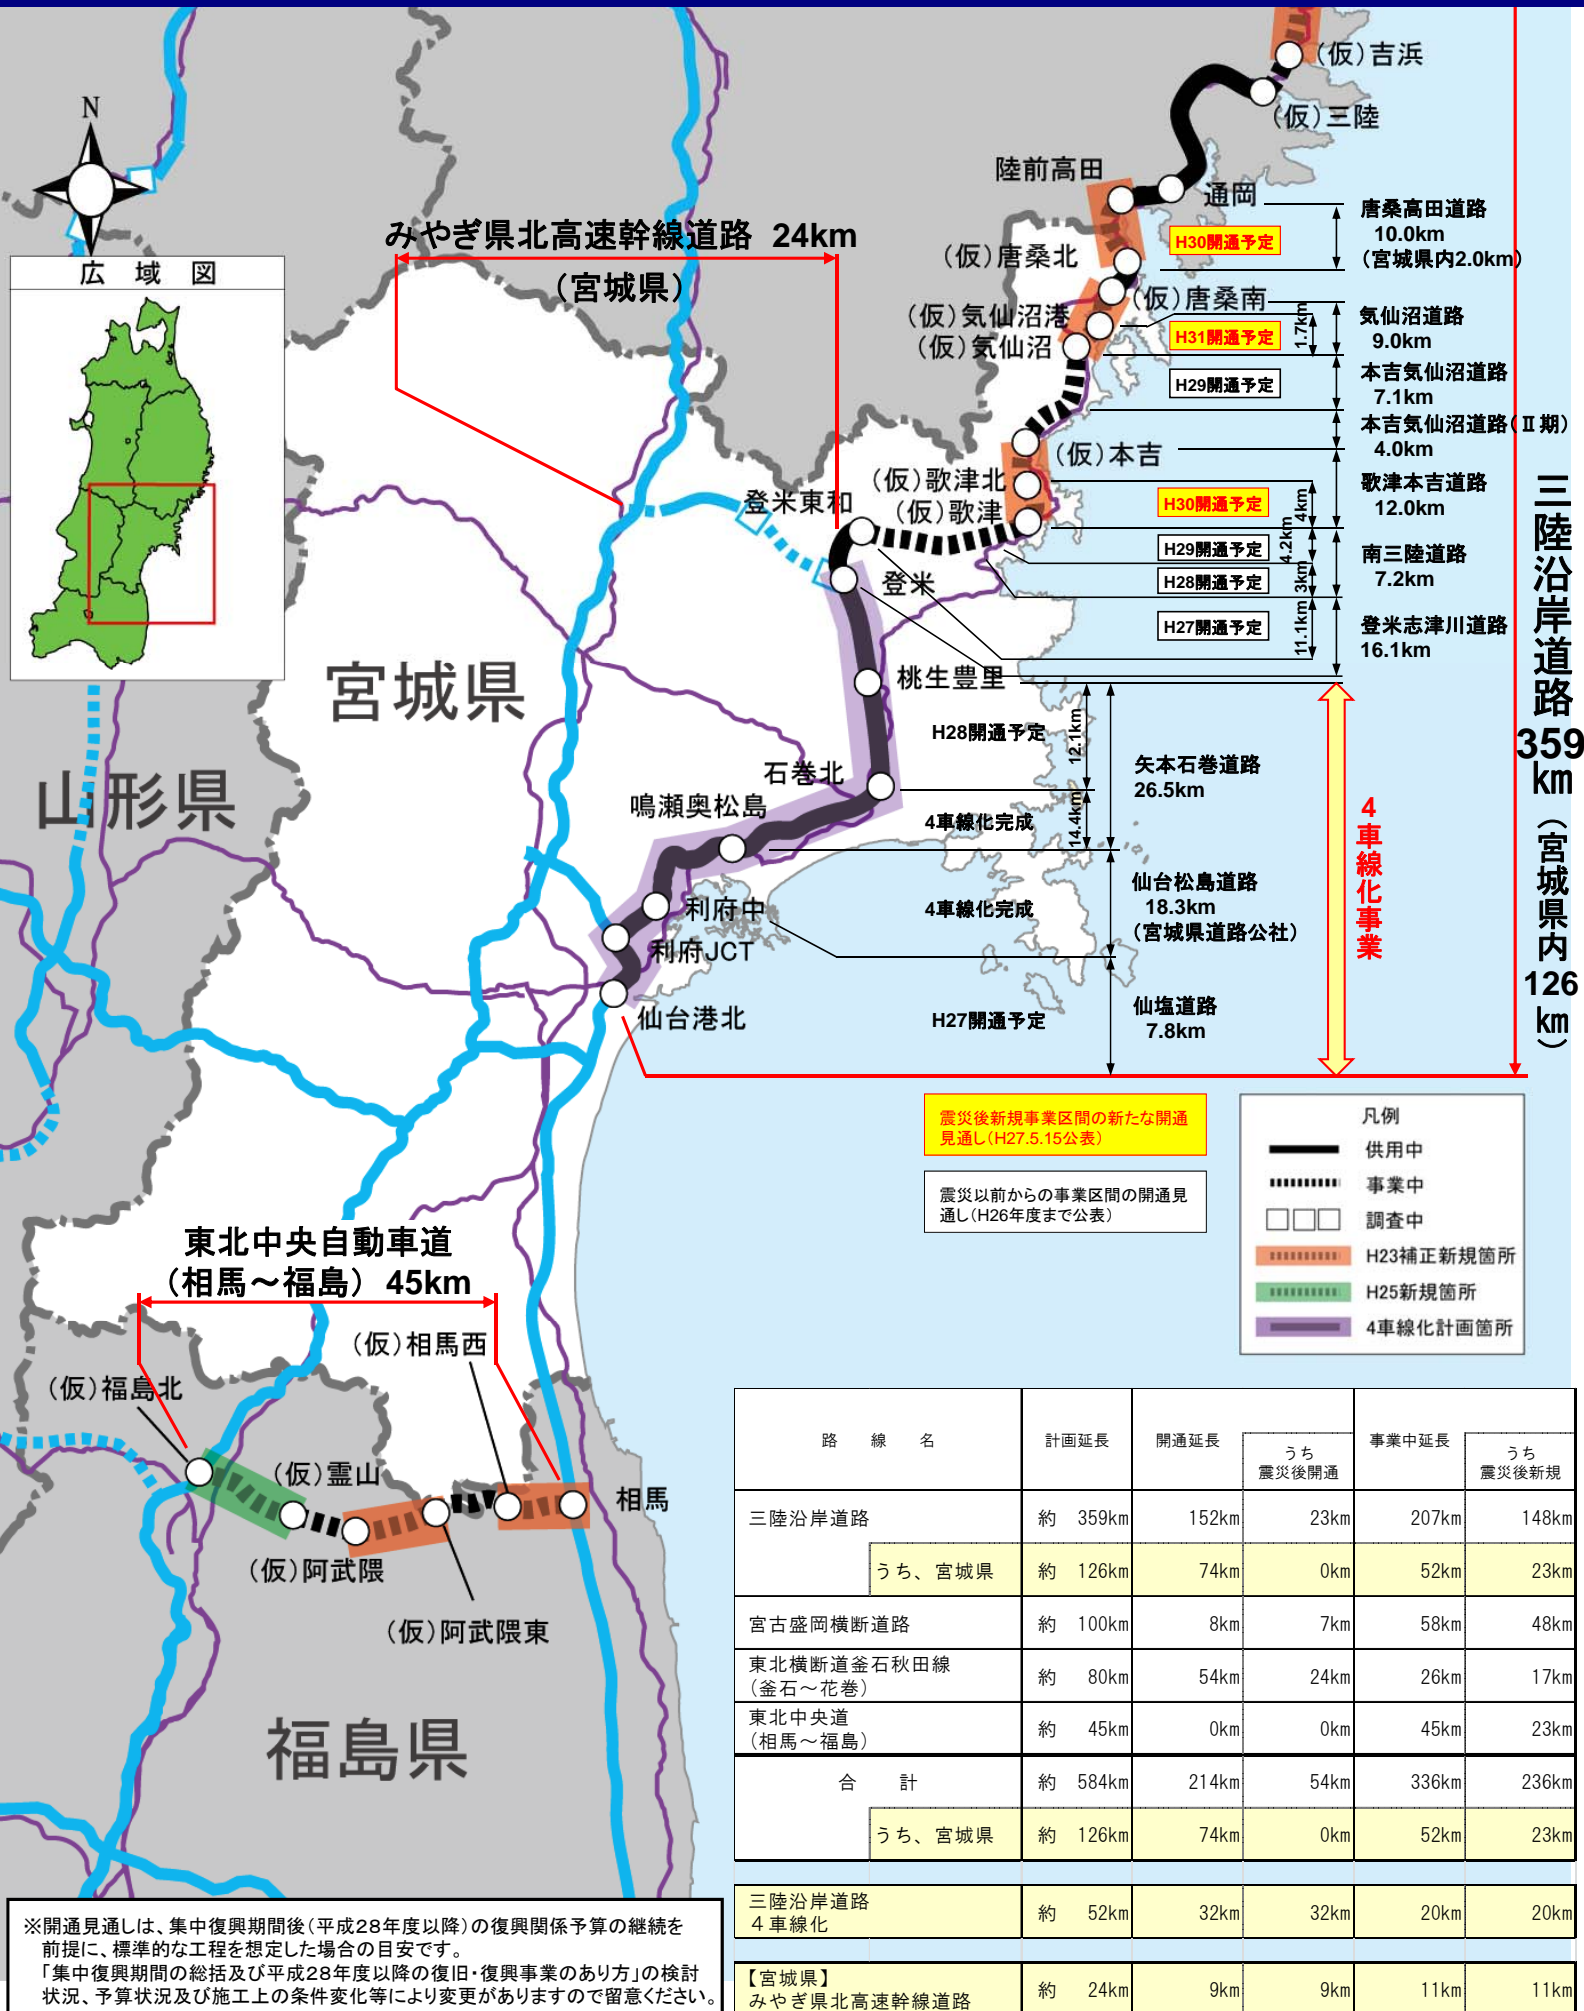 N
広 域 図
みやぎ県北高速幹線道路 24km
(宮城県)
(仮)吉浜
(仮)三陸
陸前高田
通岡
(仮)唐桑北
(仮)唐桑南
(仮)気仙沼港
(仮)気仙沼
(仮)本吉
(仮)歌津北
(仮)歌津
登米東和
登米
桃生豊里
石巻北
鳴瀬奥松島
利府中
利府JCT
仙台港北
宮城県
山形県
福島県
H30開通予定
H31開通予定
1.7km
H29開通予定
H30開通予定
4km
H29開通予定
4.2km
H28開通予定
3km
H27開通予定
11.1km
H28開通予定
12.1km
4車線化完成
14.4km
4車線化完成
H27開通予定
唐桑高田道路
10.0km
(宮城県内2.0km)
気仙沼道路
9.0km
本吉気仙沼道路
7.1km
本吉気仙沼道路(Ⅱ期)
4.0km
歌津本吉道路
12.0km
南三陸道路
7.2km
登米志津川道路
16.1km
矢本石巻道路
26.5km
仙台松島道路
18.3km
(宮城県道路公社)
仙塩道路
7.8km
4車線化事業
三陸沿岸道路359km(宮城県内126km)
震災後新規事業区間の新たな開通
見通し(H27.5.15公表)
震災以前からの事業区間の開通見
通し(H26年度まで公表)
凡例
供用中
事業中
調査中
H23補正新規箇所
H25新規箇所
4車線化計画箇所
東北中央自動車道
(相馬~福島) 45km
(仮)相馬西
(仮)福島北
(仮)霊山
相馬
(仮)阿武隈
(仮)阿武隈東
路 線 名 計画延長 開通延長 うち震災後開通 事業中延長 うち震災後新規
三陸沿岸道路 約 359km 152km 23km 207km 148km
うち、宮城県 約 126km 74km 0km 52km 23km
宮古盛岡横断道路 約 100km 8km 7km 58km 48km
東北横断道釜石秋田線
(釜石~花巻) 約 80km 54km 24km 26km 17km
東北中央道
(相馬~福島) 約 45km 0km 0km 45km 23km
合 計 約 584km 214km 54km 336km 236km
うち、宮城県 約 126km 74km 0km 52km 23km
三陸沿岸道路
4車線化 約 52km 32km 32km 20km 20km
【宮城県】
みやぎ県北高速幹線道路 約 24km 9km 9km 11km 11km
※開通見通しは、集中復興期間後(平成28年度以降)の復興関係予算の継続を
前提に、標準的な工程を想定した場合の目安です。
「集中復興期間の総括及び平成28年度以降の復旧・復興事業のあり方」の検討
状況、予算状況及び施工上の条件変化等により変更がありますので留意ください。